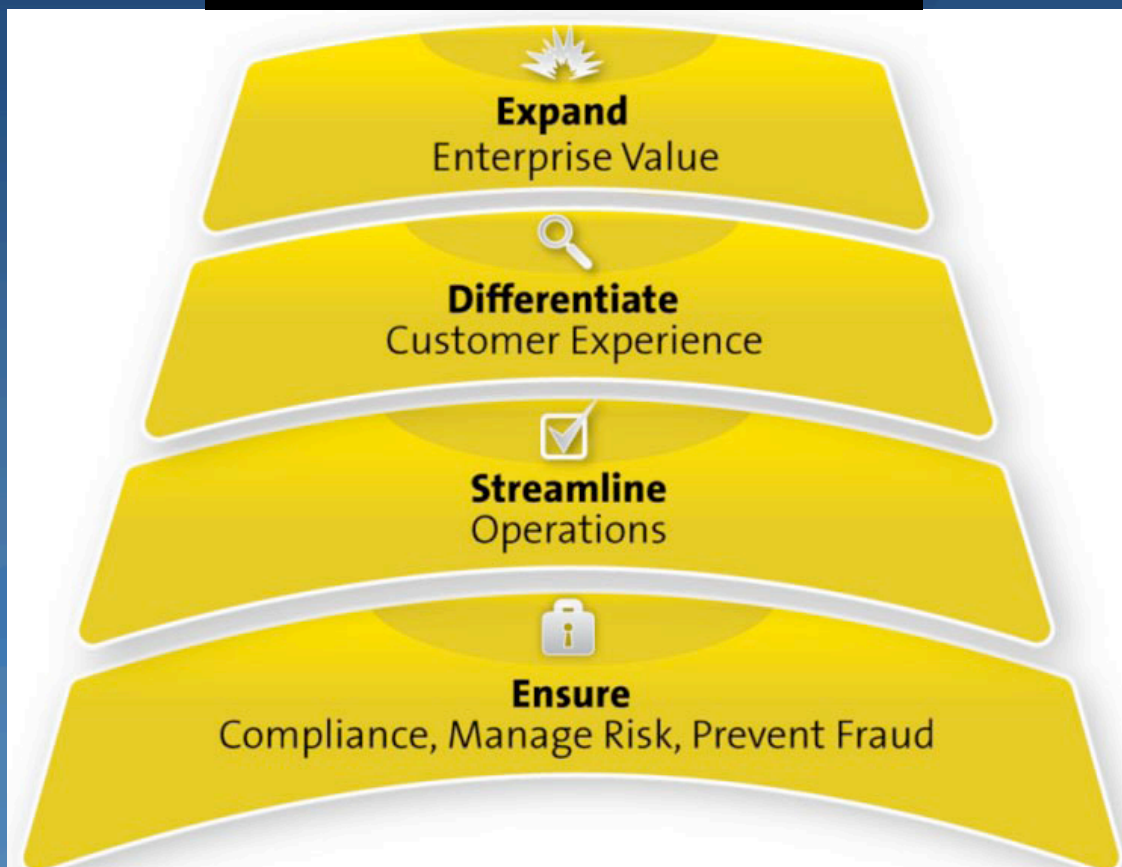 Expand
Enterprise Value
Differentiate
Customer Experience
Streamline
Operations
Ensure
Compliance, Manage Risk, Prevent Fraud